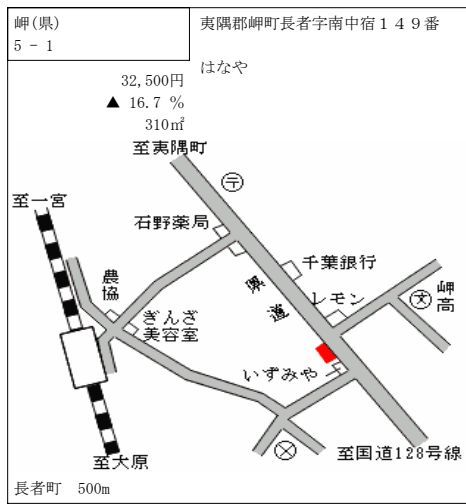 岬(県)
5 - 1
夷隅郡岬町長者字南中宿１４９番
はなや
32,500円
▲ 16.7 %
310㎡
至夷隅町
〒
至一宮
石野薬局
千葉銀行
農協
県道
レモン
文
岬高
ぎんざ
美容室
いずみや
至国道128号線
至大原
長者町　500m